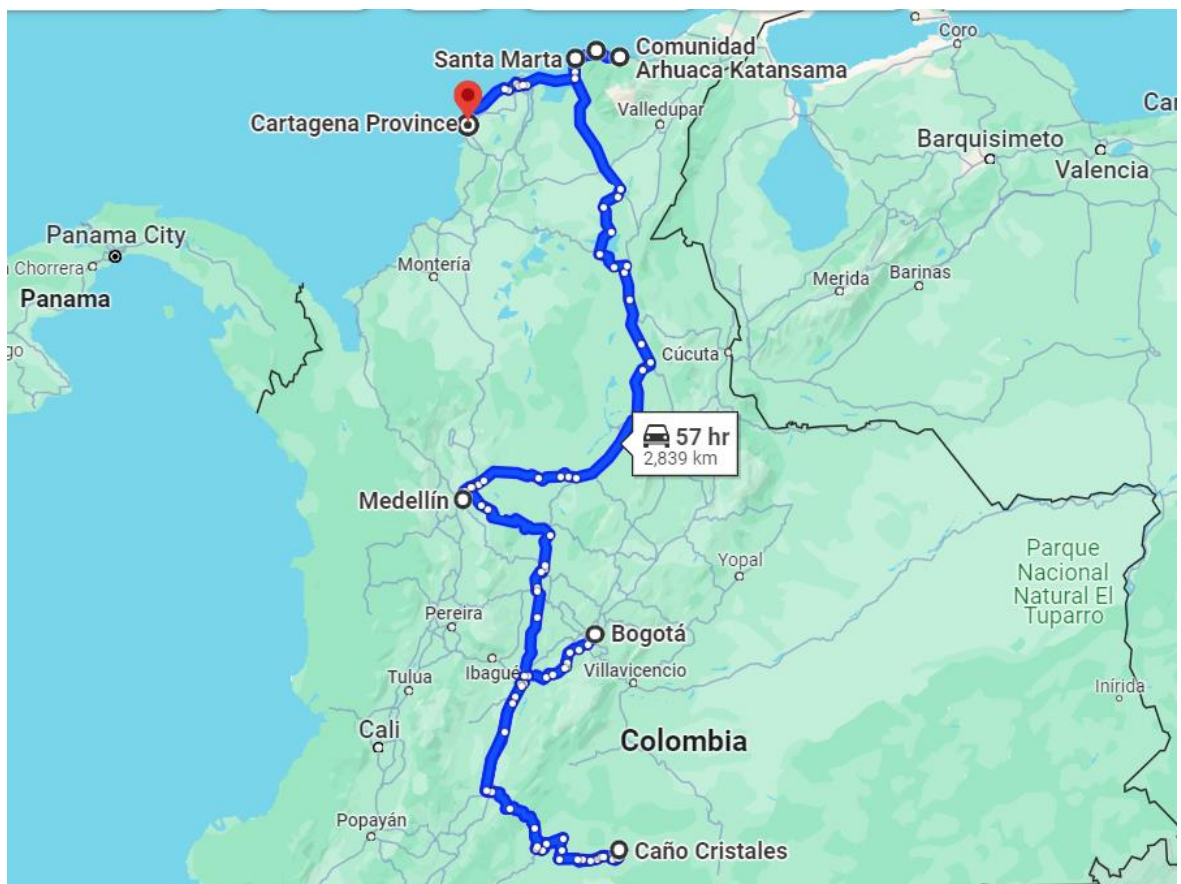 Coro
Santa Marta
Comunidad
Arhuaca Katansama
Car
Valledupar
Cartagena Province
Barquisimeto
Valencia
Panama City
Chorrera
Montería
Merida
Barinas
Panama
go
Cúcuta
57 hr
2,839 km
Medellín
Parque
Nacional
Natural El
Tuparro
Yopal
Pereira
Bogotá
Ibagué
Villavicencio
Tulua
Inírida
Cali
Colombia
Popayán
Caño Cristales